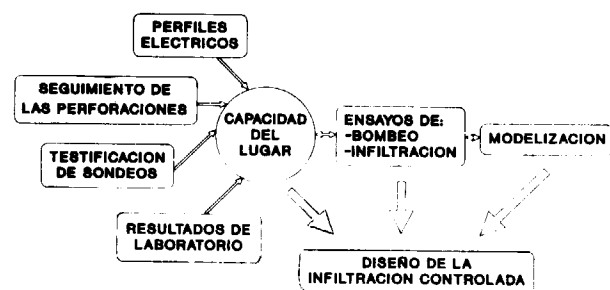 PERFILES
ELECTRICOS
SEGUIMIENTO DE
LAS PERFORACIONES
TESTIFICACION
DE SONDEOS
RESULTADOS DE
LABORATORIO
CAPACIDAD
DEL
LUGAR
ENSAYOS DE:
-BOMBEO
-INFILTRACION
MODELIZACION
DISEÑO DE LA
INFILTRACION CONTROLADA